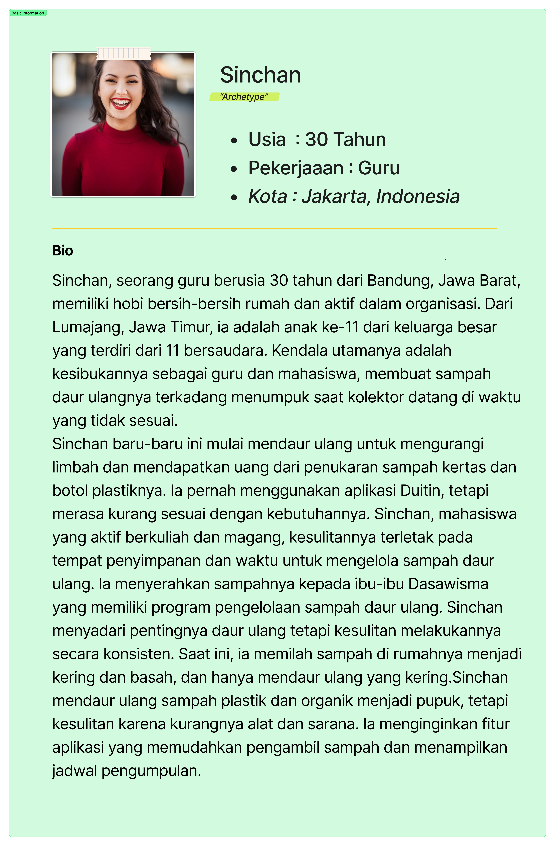 Basic Information
Sinchan
"Archetype"
• Usia : 30 Tahun
• Pekerjaaan : Guru
• Kota : Jakarta, Indonesia
Bio
Sinchan, seorang guru berusia 30 tahun dari Bandung, Jawa Barat,
memiliki hobi bersih-bersih rumah dan aktif dalam organisasi. Dari
Lumajang, Jawa Timur, ia adalah anak ke-11 dari keluarga besar
yang terdiri dari 11 bersaudara. Kendala utamanya adalah
kesibukannya sebagai guru dan mahasiswa, membuat sampah
daur ulangnya terkadang menumpuk saat kolektor datang di waktu
yang tidak sesuai.
Sinchan baru-baru ini mulai mendaur ulang untuk mengurangi
limbah dan mendapatkan uang dari penukaran sampah kertas dan
botol plastiknya. Ia pernah menggunakan aplikasi Duitin, tetapi
merasa kurang sesuai dengan kebutuhannya. Sinchan, mahasiswa
yang aktif berkuliah dan magang, kesulitannya terletak pada
tempat penyimpanan dan waktu untuk mengelola sampah daur
ulang. Ia menyerahkan sampahnya kepada ibu-ibu Dasawisma
yang memiliki program pengelolaan sampah daur ulang. Sinchan
menyadari pentingnya daur ulang tetapi kesulitan melakukannya
secara konsisten. Saat ini, ia memilah sampah di rumahnya menjadi
kering dan basah, dan hanya mendaur ulang yang kering.Sinchan
mendaur ulang sampah plastik dan organik menjadi pupuk, tetapi
kesulitan karena kurangnya alat dan sarana. Ia menginginkan fitur
aplikasi yang memudahkan pengambil sampah dan menampilkan
jadwal pengumpulan.